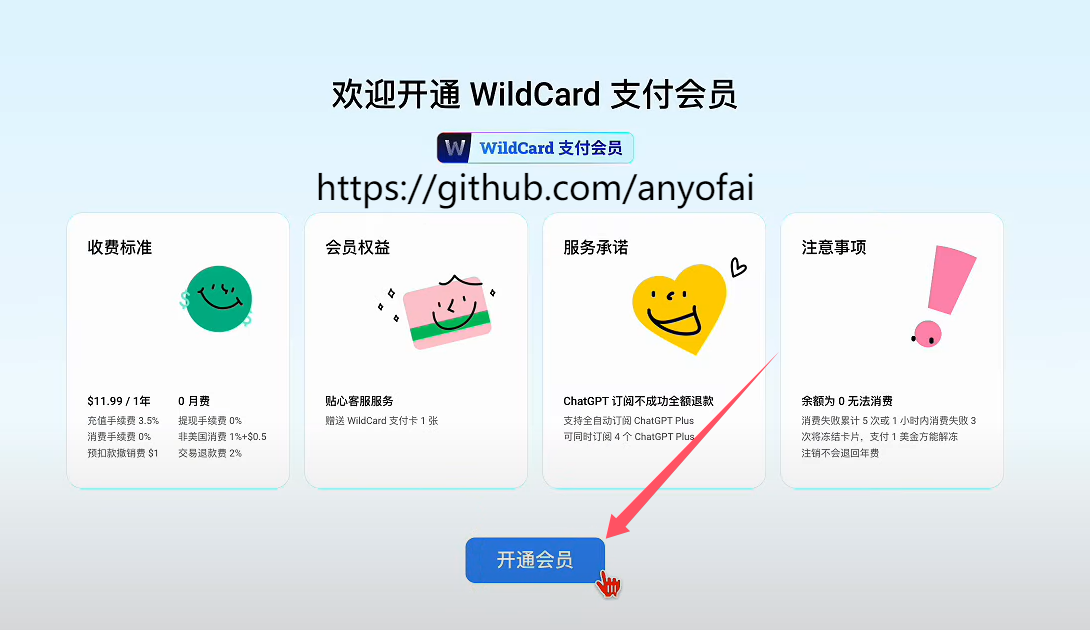 欢迎开通 WildCard 支付会员
W WildCard 支付会员
https://github.com/anyofai
收费标准
$11.99 / 1年 0 月费
充值手续费 3.5% 提现手续费 0%
消费手续费 0% 非美国消费 1%+$0.5
预扣款撤销费 $1 交易退款费 2%
会员权益
贴心客服服务
赠送 WildCard 支付卡 1 张
服务承诺
ChatGPT 订阅不成功全额退款
支持全自动订阅 ChatGPT Plus
可同时订阅 4 个 ChatGPT Plus
注意事项
余额为 0 无法消费
消费失败累计 5 次或 1 小时内消费失败 3
次将冻结卡片，支付 1 美金方能解冻
注销不会退回年费
开通会员